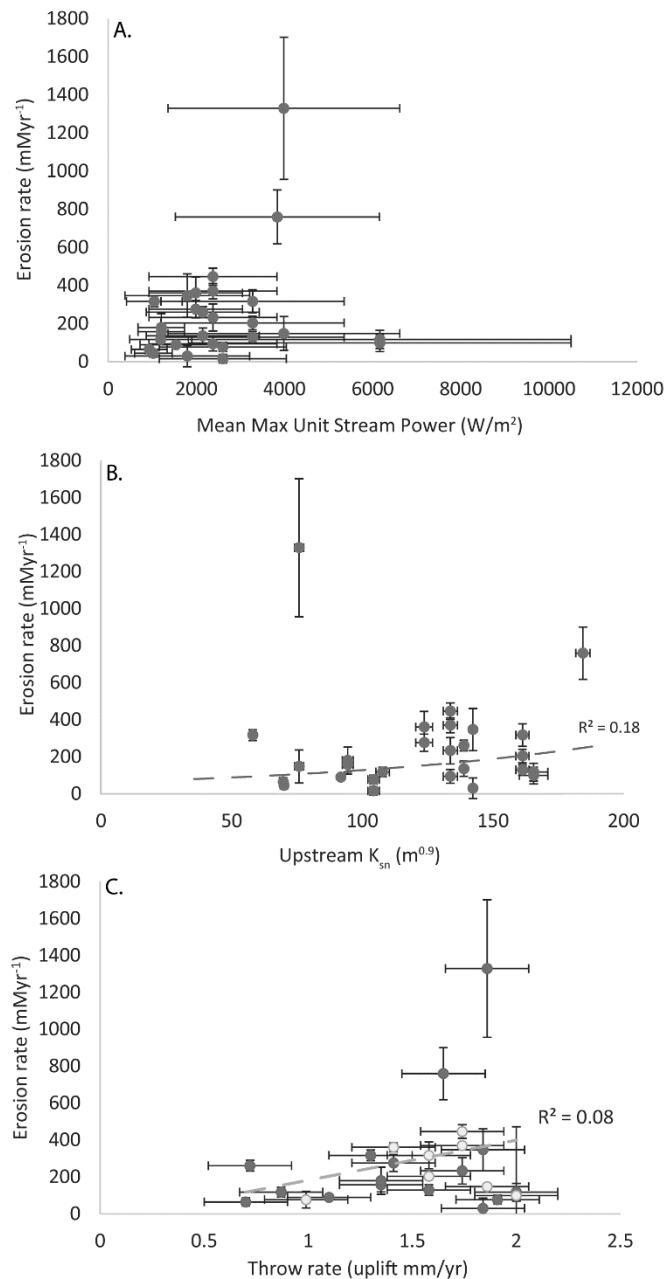 A.
1800
1600
1400
1200
1000
800
600
400
200
0
Erosion rate (mMyr⁻¹)
0 2000 4000 6000 8000 10000 12000
Mean Max Unit Stream Power (W/m²)
B.
1800
1600
1400
1200
1000
800
600
400
200
0
Erosion rate (mMyr⁻¹)
R² = 0.18
0 50 100 150 200
Upstream Kₛₙ (m⁰·⁹)
C.
1800
1600
1400
1200
1000
800
600
400
200
0
Erosion rate (mMyr⁻¹)
R² = 0.08
0 0.5 1 1.5 2 2.5
Throw rate (uplift mm/yr)